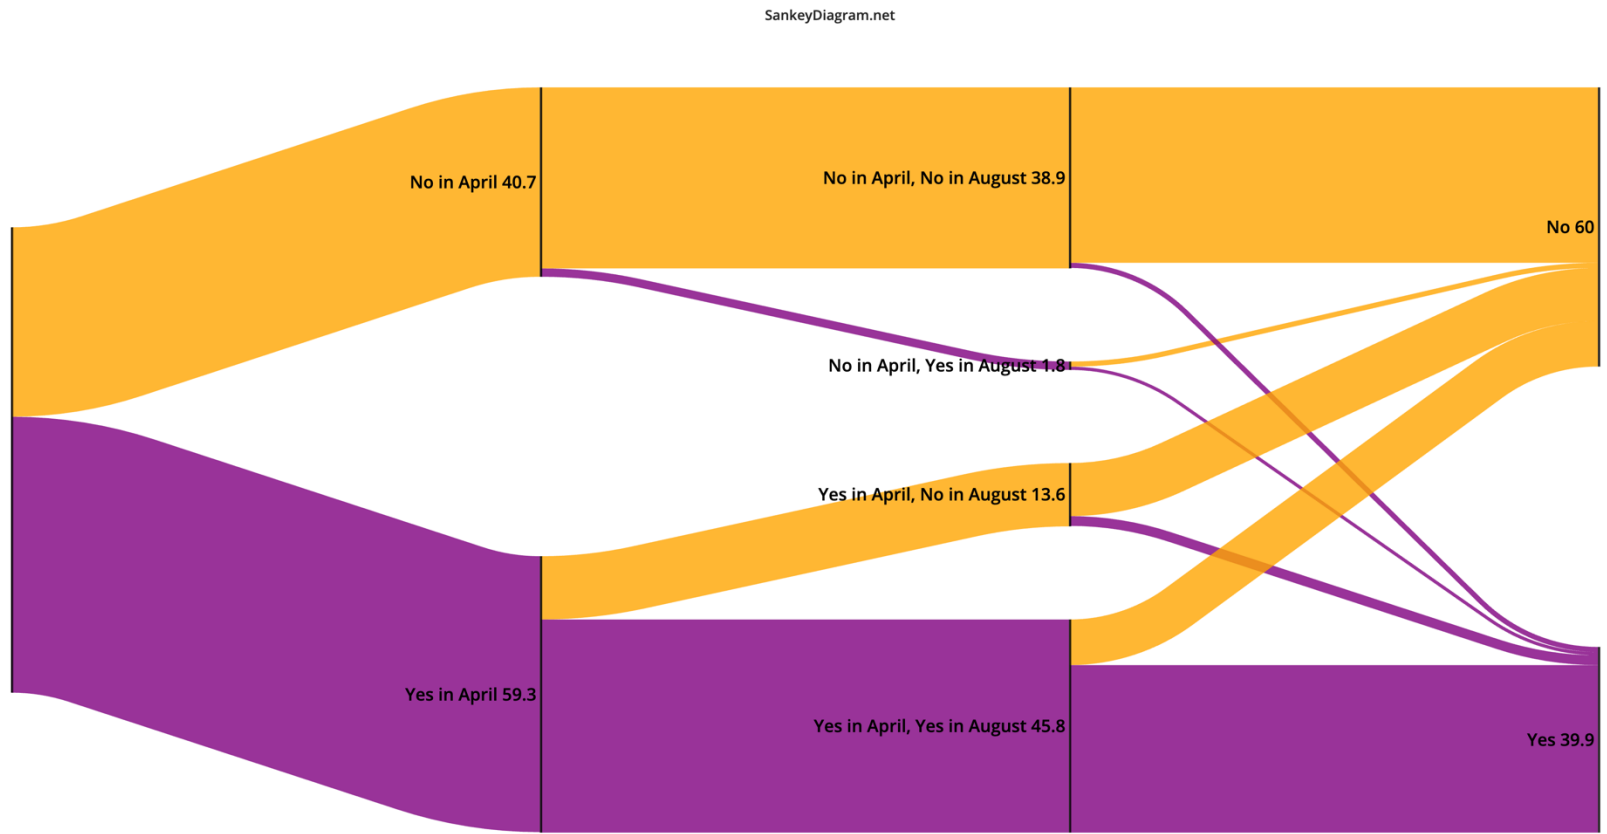 SankeyDiagram.net
No in April 40.7
No in April, No in August 38.9
No 60
No in April, Yes in August 1.8
Yes in April, No in August 13.6
Yes in April 59.3
Yes in April, Yes in August 45.8
Yes 39.9